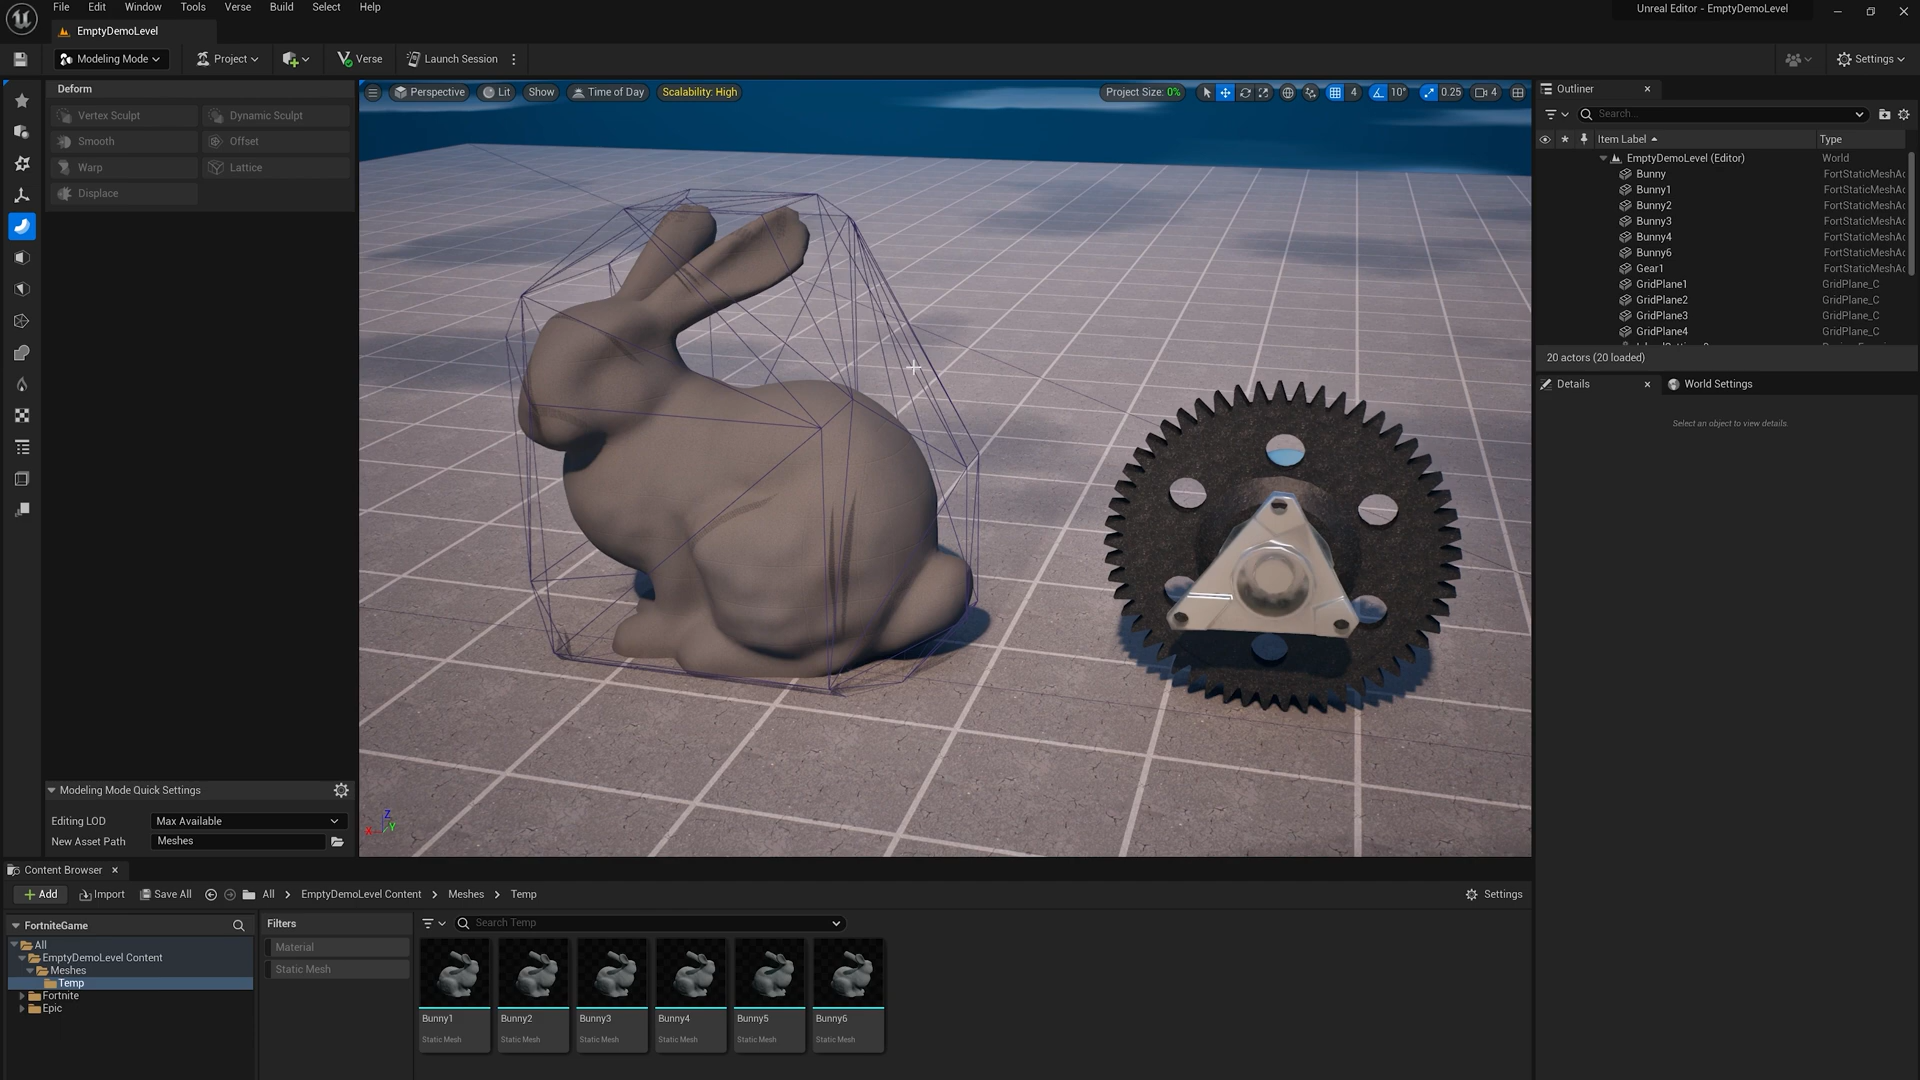 File Edit Window Tools Verse Build Select Help
Unreal Editor - EmptyDemoLevel
EmptyDemoLevel
Modeling Mode
Project
Verse
Launch Session
Settings
Deform
Vertex Sculpt
Dynamic Sculpt
Smooth
Offset
Warp
Lattice
Displace
Perspective
Lit
Show
Time of Day
Scalability: High
Project Size: 0%
4
10°
0.25
4
Outliner
Search...
Item Label
Type
EmptyDemoLevel (Editor) World
Bunny FortStaticMeshAc
Bunny1 FortStaticMeshAc
Bunny2 FortStaticMeshAc
Bunny3 FortStaticMeshAc
Bunny4 FortStaticMeshAc
Bunny6 FortStaticMeshAc
Gear1 FortStaticMeshAc
GridPlane1 GridPlane_C
GridPlane2 GridPlane_C
GridPlane3 GridPlane_C
GridPlane4 GridPlane_C
20 actors (20 loaded)
Details
World Settings
Select an object to view details.
Z
X
Y
Modeling Mode Quick Settings
Editing LOD Max Available
New Asset Path Meshes
Content Browser
Add
Import
Save All
All
EmptyDemoLevel Content
Meshes
Temp
Settings
FortniteGame
All
EmptyDemoLevel Content
Meshes
Temp
Fortnite
Epic
Filters
Material
Static Mesh
Search Temp
Bunny1
Static Mesh
Bunny2
Static Mesh
Bunny3
Static Mesh
Bunny4
Static Mesh
Bunny5
Static Mesh
Bunny6
Static Mesh